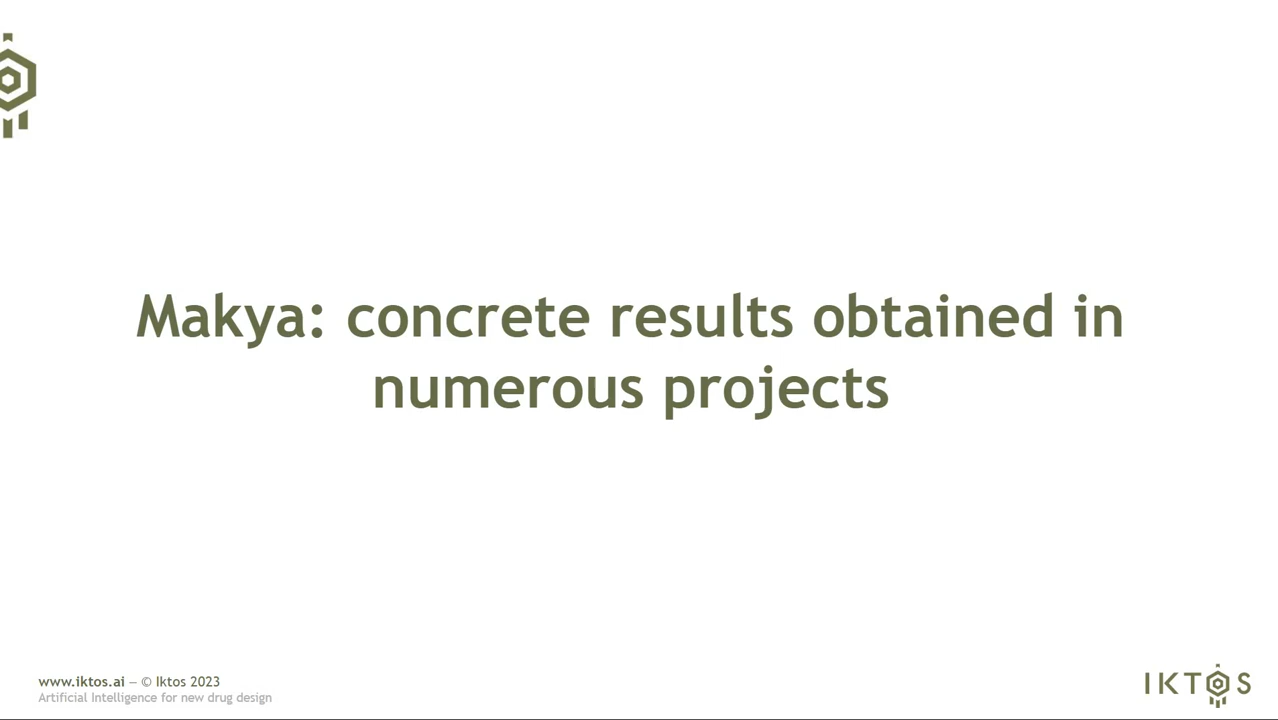 Makya: concrete results obtained in
numerous projects
www.iktos.ai – © Iktos 2023
Artificial Intelligence for new drug design
IKTOS